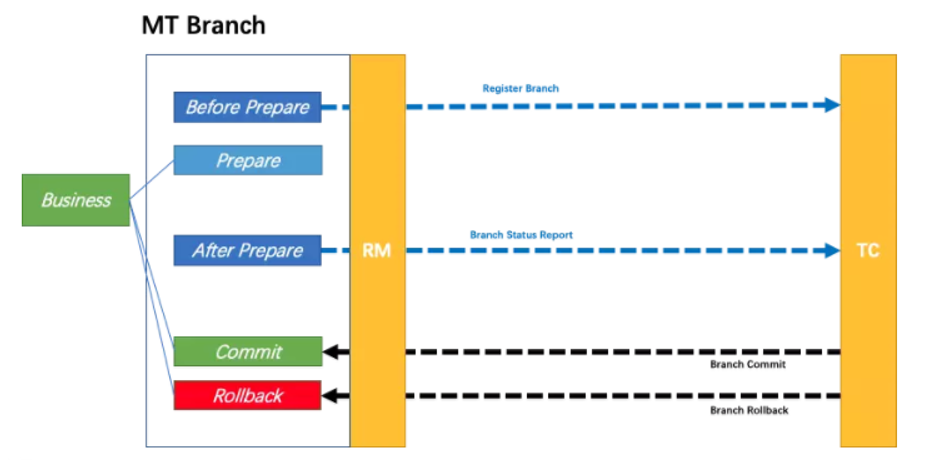 MT Branch
Before Prepare
Register Branch
Prepare
Business
After Prepare
RM
Branch Status Report
TC
Commit
Branch Commit
Rollback
Branch Rollback